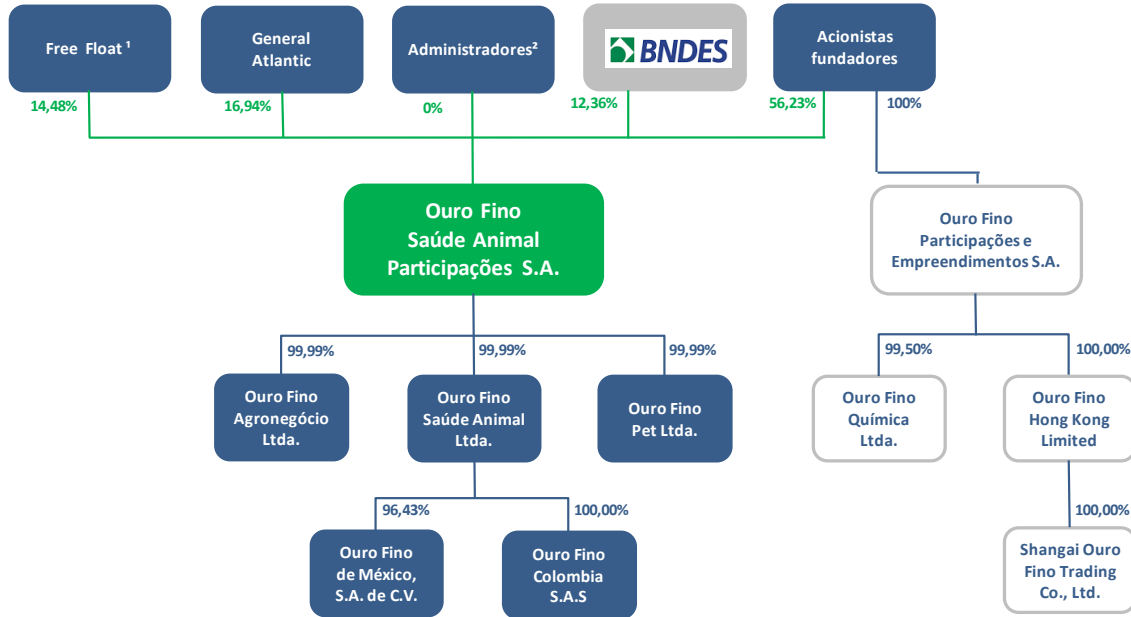 Free Float ¹
General
Atlantic
Administradores²
BNDES
Acionistas
fundadores
14,48%
16,94%
0%
12,36%
56,23%
100%
Ouro Fino
Saúde Animal
Participações S.A.
Ouro Fino
Participações e
Empreendimentos S.A.
99,99%
99,99%
99,99%
99,50%
100,00%
Ouro Fino
Agronegócio
Ltda.
Ouro Fino
Saúde Animal
Ltda.
Ouro Fino
Pet Ltda.
Ouro Fino
Química
Ltda.
Ouro Fino
Hong Kong
Limited
96,43%
100,00%
100,00%
Ouro Fino
de México,
S.A. de C.V.
Ouro Fino
Colombia
S.A.S
Shangai Ouro
Fino Trading
Co., Ltd.